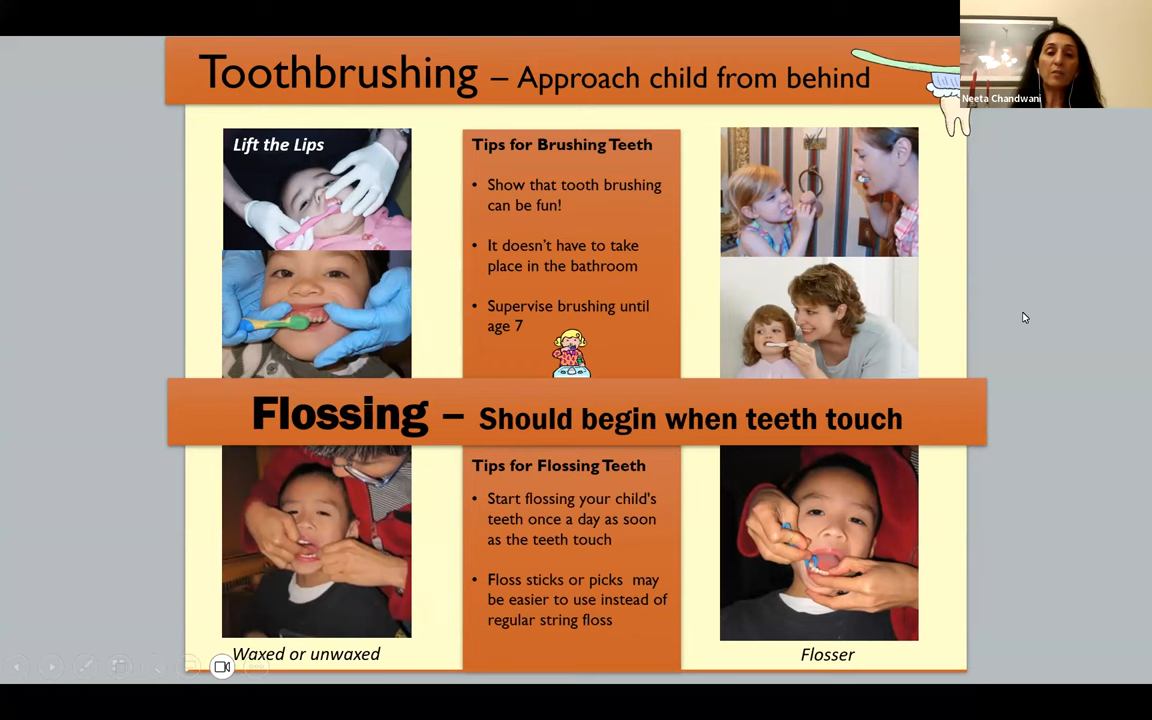 Toothbrushing – Approach child from behind
Neeta Chandwani
Lift the Lips
Tips for Brushing Teeth
• Show that tooth brushing
can be fun!
• It doesn't have to take
place in the bathroom
• Supervise brushing until
age 7
Flossing – Should begin when teeth touch
Tips for Flossing Teeth
• Start flossing your child's
teeth once a day as soon
as the teeth touch
• Floss sticks or picks may
be easier to use instead of
regular string floss
Waxed or unwaxed
Flosser